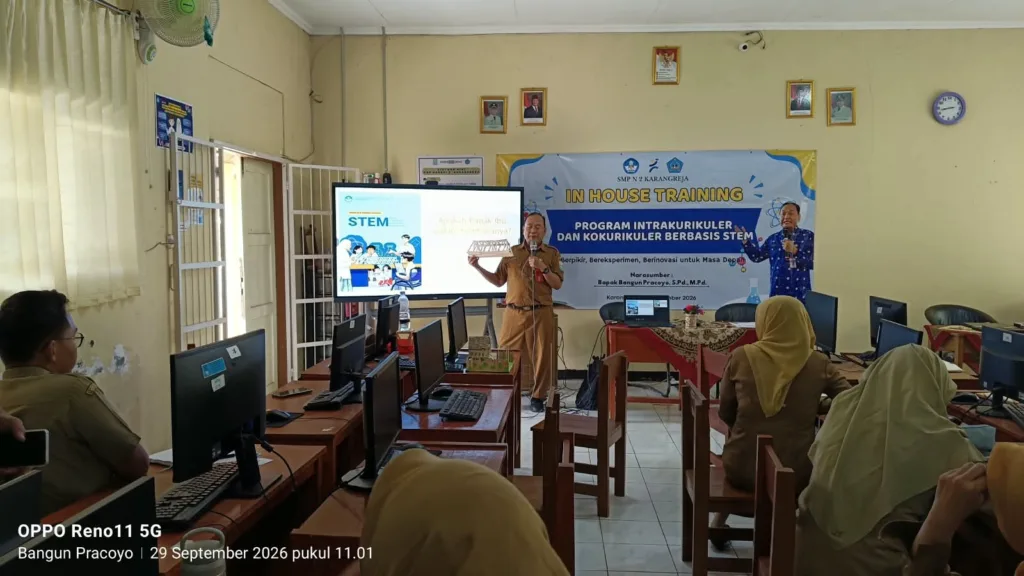 SMP N 2 KARANGREJA
IN HOUSE TRAINING
PROGRAM INTRAKURIKULER
DAN KOKURIKULER BERBASIS STEM
Berpikir, Bereksperimen, Berinovasi untuk Masa Depan
Narasumber :
Bapak Bangun Pracoyo, S.Pd., M.Pd.
2026
STEM
OPPO Reno11 5G
Bangun Pracoyo | 29 September 2026 pukul 11.01